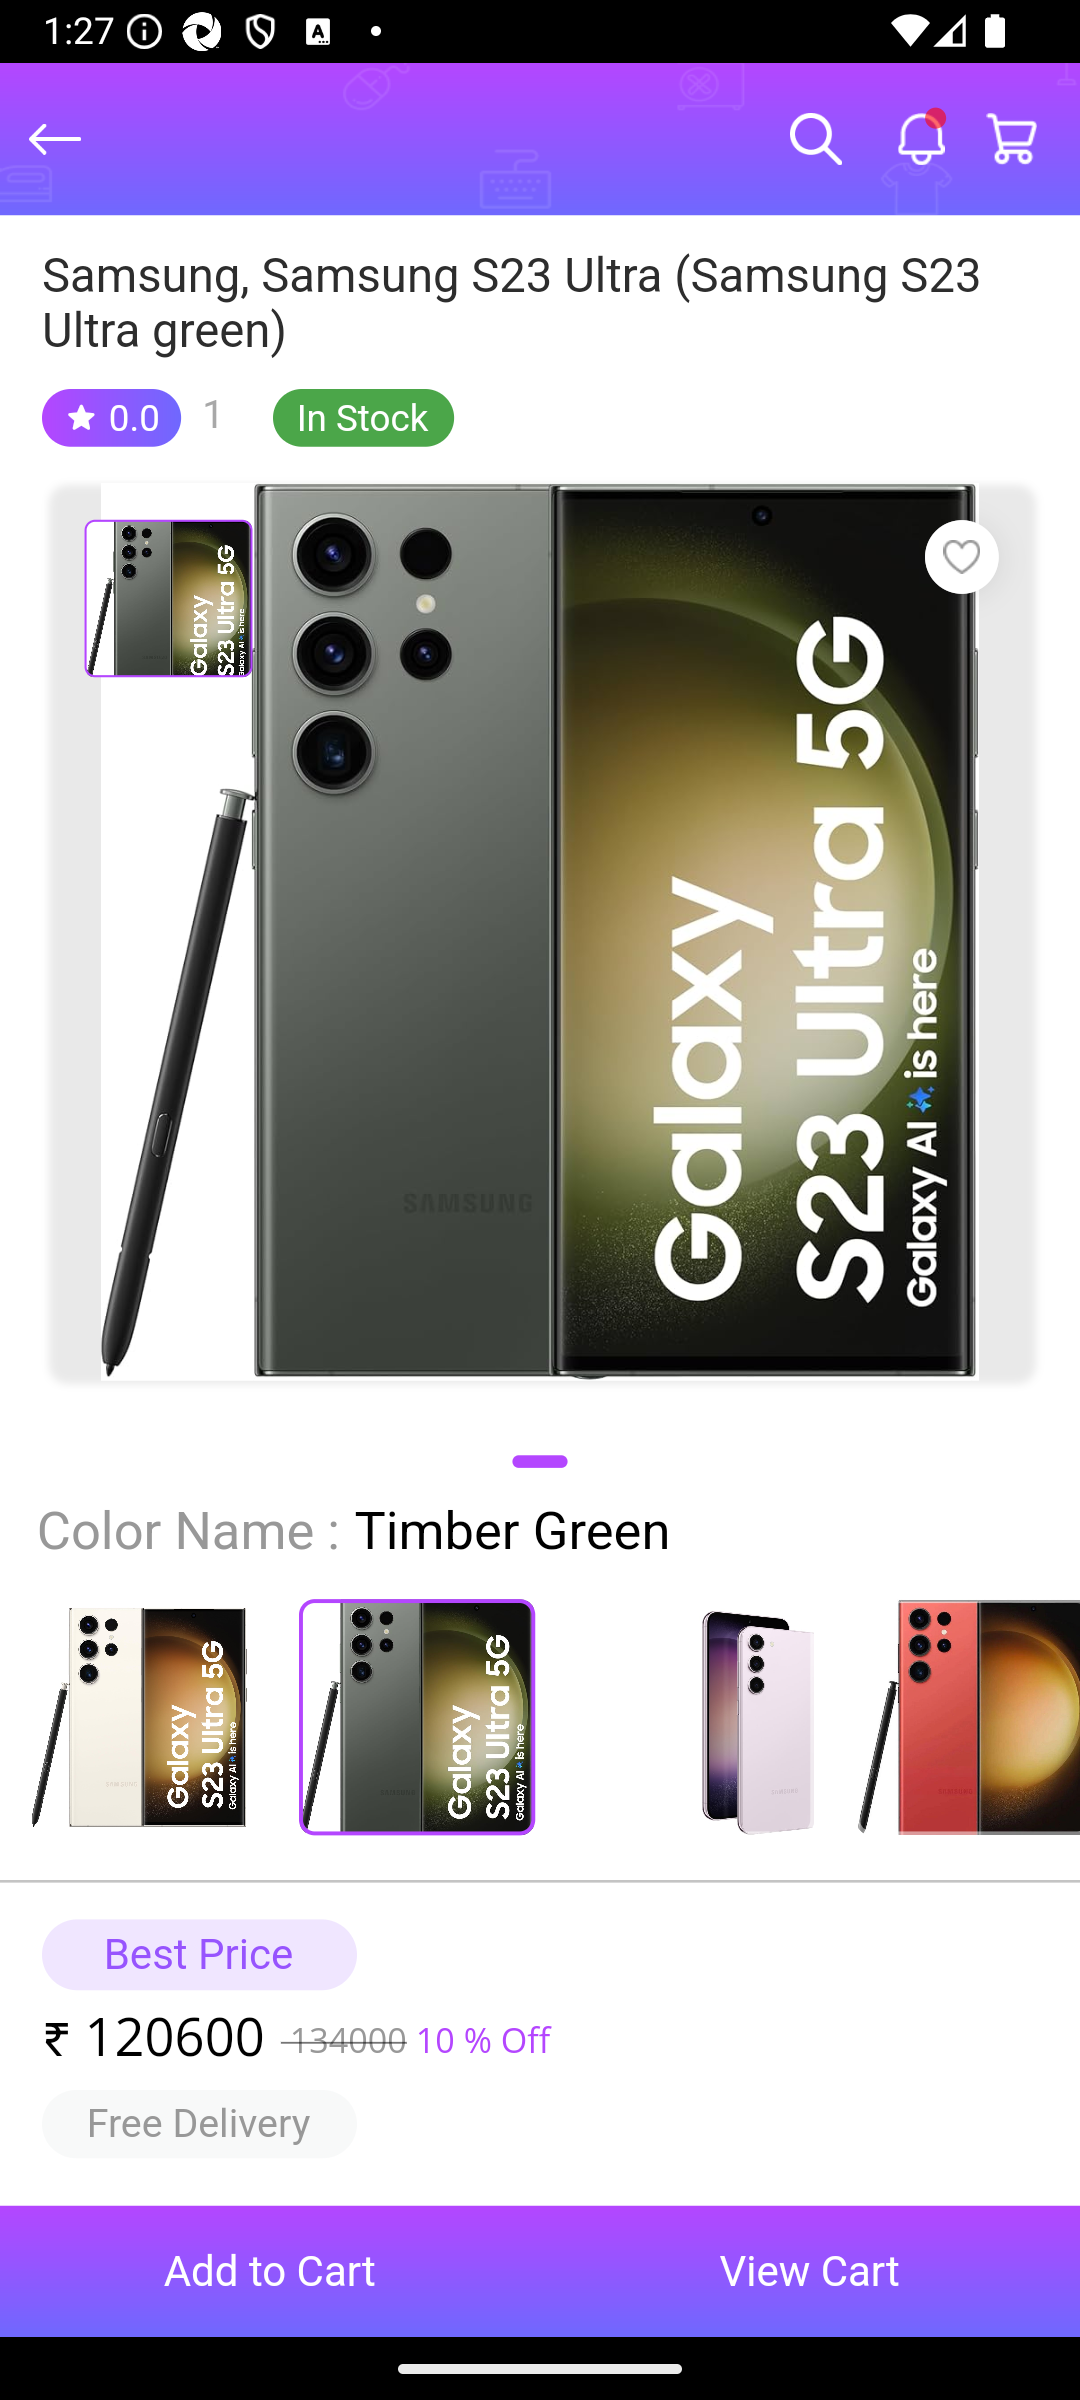 1:27
Samsung, Samsung S23 Ultra (Samsung S23
Ultra green)
0.0
1
In Stock
Galaxy
S23 Ultra 5G
Galaxy AI is here
SAMSUNG
Galaxy
S23 Ultra 5G
Galaxy AI is here
Color Name : Timber Green
Galaxy
S23 Ultra 5G
Galaxy AI is here
Galaxy
S23 Ultra 5G
Galaxy AI is here
Best Price
₹ 120600 134000 10 % Off
Free Delivery
Add to Cart
View Cart